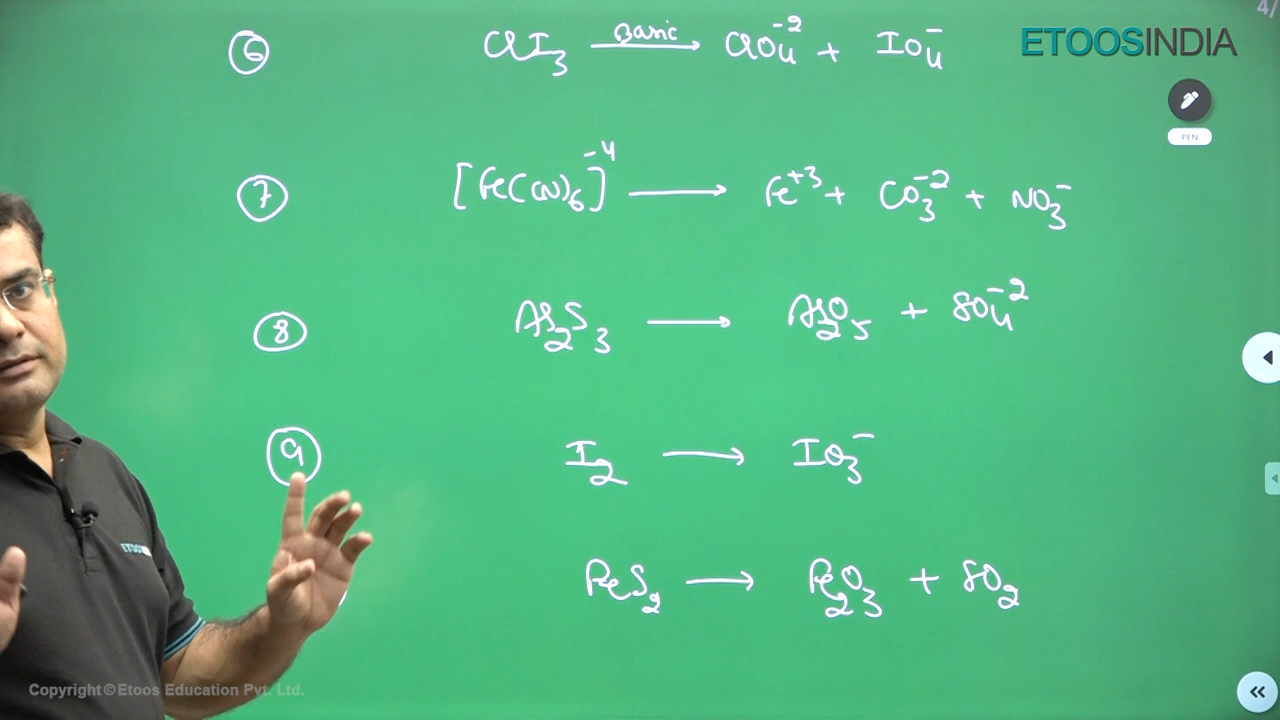 4/
ETOOSINDIA
⑥ CrI₃ —Basic→ CrO₄⁻² + IO₄⁻
PEN
⑦ [Fe(CN)₆]⁻⁴ → Fe⁺³ + CO₃⁻² + NO₃⁻
⑧ As₂S₃ → As₂O₅ + SO₄⁻²
⑨ I₂ → IO₃⁻
ETOOS
FeS₂ → Fe₂O₃ + SO₂
Copyright © Etoos Education Pvt. Ltd.